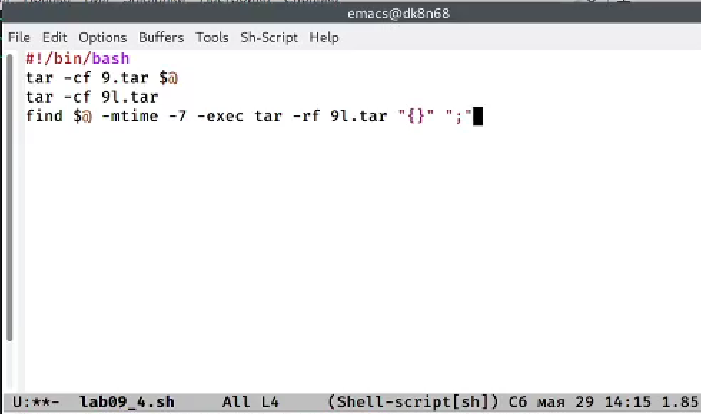 emacs@dk8n68
File Edit Options Buffers Tools Sh-Script Help
#!/bin/bash
tar -cf 9.tar $@
tar -cf 9l.tar
find $@ -mtime -7 -exec tar -rf 9l.tar "{}" ";"
U:**- lab09_4.sh All L4 (Shell-script[sh]) Сб мая 29 14:15 1.85